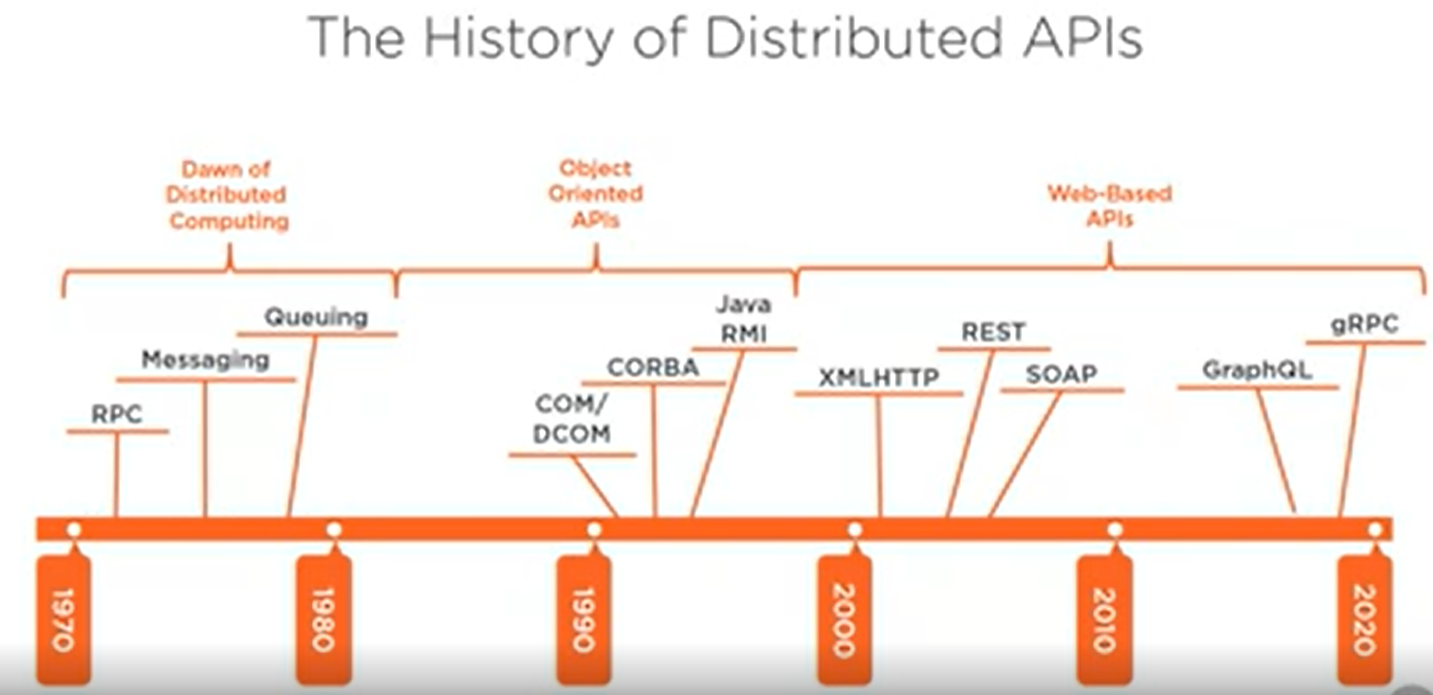 The History of Distributed APIs
Dawn of
Distributed
Computing
Object
Oriented
APIs
Web-Based
APIs
Queuing
Messaging
RPC
Java
RMI
CORBA
COM/
DCOM
REST
XMLHTTP
SOAP
gRPC
GraphQL
1970
1980
1990
2000
2010
2020